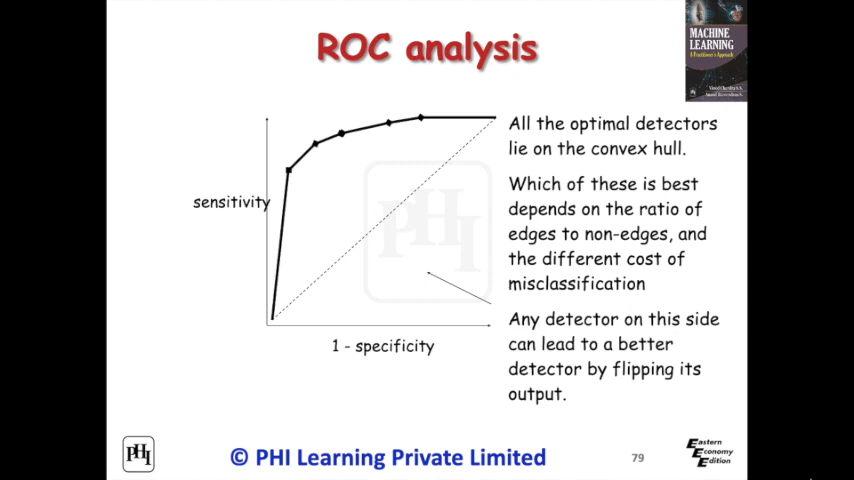 ROC analysis
MACHINE
LEARNING
A Practitioner's Approach
sensitivity
1 - specificity
All the optimal detectors
lie on the convex hull.
Which of these is best
depends on the ratio of
edges to non-edges, and
the different cost of
misclassification
Any detector on this side
can lead to a better
detector by flipping its
output.
PHI
PHI
© PHI Learning Private Limited
79
Eastern
Economy
Edition